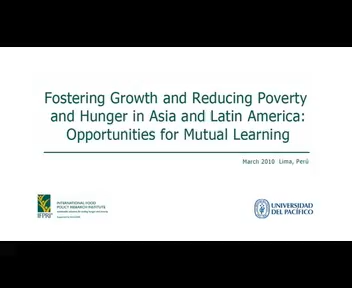 Fostering Growth and Reducing Poverty
and Hunger in Asia and Latin America:
Opportunities for Mutual Learning
March 2010 Lima, Perú
IFPRI
INTERNATIONAL FOOD
POLICY RESEARCH INSTITUTE
UNIVERSIDAD
DEL PACÍFICO